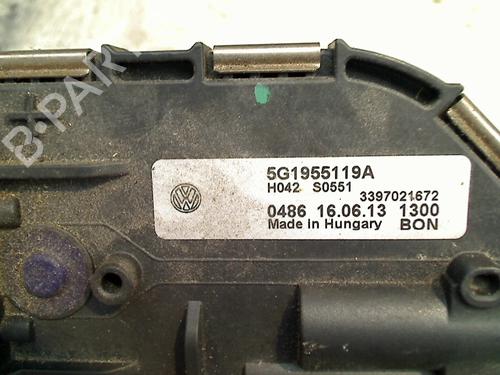 B-PARTS
5G1955119A
H042 S0551
3397021672
0486 16.06.13 1300
Made in Hungary BON